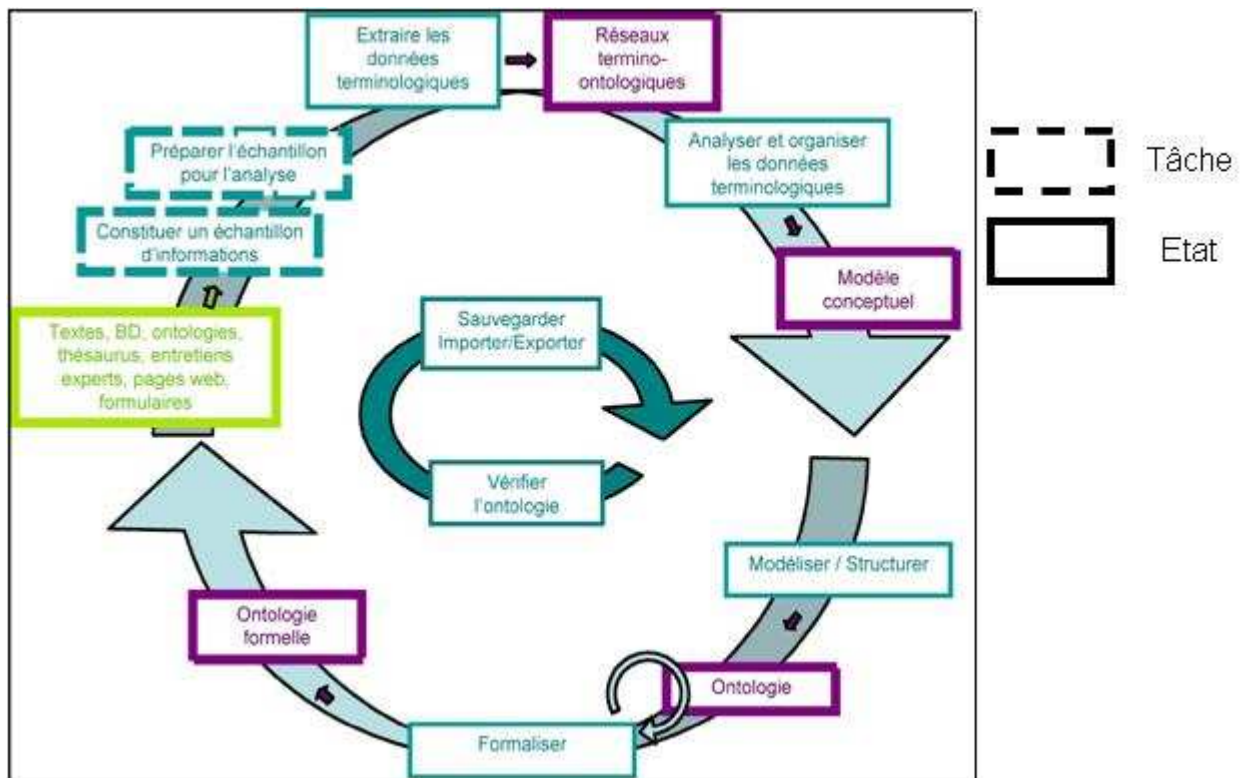 Extraire les
données
terminologiques
Réseaux
termino-
ontologiques
Préparer l'échantillon
pour l'analyse
Analyser et organiser
les données
terminologiques
Constituer un échantillon
d'informations
Textes, BD, ontologies,
thésaurus, entretiens
experts, pages web,
formulaires
Sauvegarder
Importer/Exporter
Modèle
conceptuel
Vérifier
l'ontologie
Modéliser / Structurer
Ontologie
formelle
Ontologie
Formaliser
Tâche
Etat